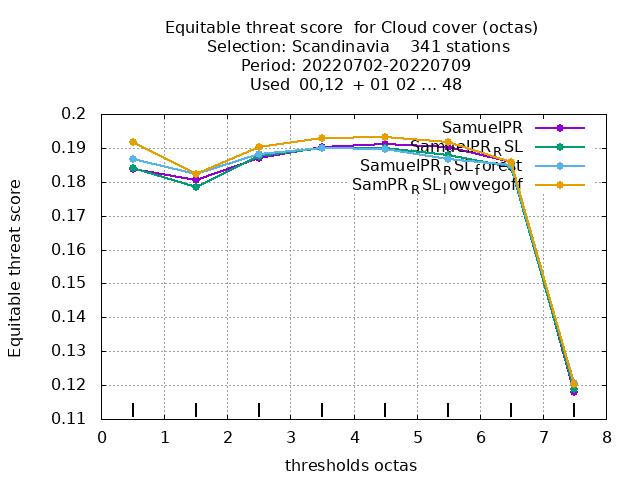 Equitable threat score  for Cloud cover (octas)
Selection: Scandinavia    341 stations
Period: 20220702-20220709
Used  00,12  + 01 02 ... 48
SamuelPR
SamuelPR_RSL
SamuelPR_RSL_forest
SamPR_RSL_lowvegoff
Equitable threat score
0.2
0.19
0.18
0.17
0.16
0.15
0.14
0.13
0.12
0.11
0 1 2 3 4 5 6 7 8
thresholds octas